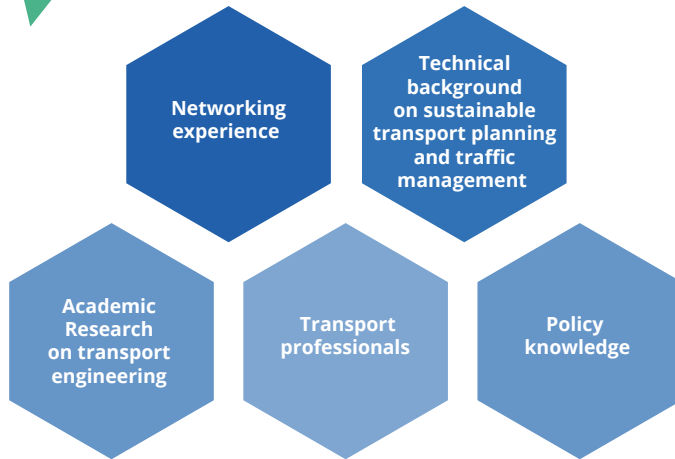 Networking
experience
Technical
background
on sustainable
transport planning
and traffic
management
Academic
Research
on transport
engineering
Transport
professionals
Policy
knowledge